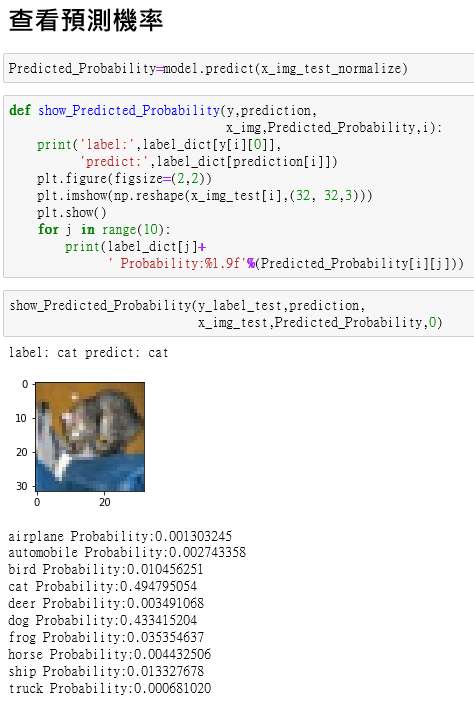 查看預測機率
Predicted_Probability=model.predict(x_img_test_normalize)
def show_Predicted_Probability(y,prediction,
                               x_img,Predicted_Probability,i):
    print('label:',label_dict[y[i][0]],
          'predict:',label_dict[prediction[i]])
    plt.figure(figsize=(2,2))
    plt.imshow(np.reshape(x_img_test[i],(32, 32,3)))
    plt.show()
    for j in range(10):
        print(label_dict[j]+
              ' Probability:%1.9f'%(Predicted_Probability[i][j]))
show_Predicted_Probability(y_label_test,prediction,
                           x_img_test,Predicted_Probability,0)
label: cat predict: cat
0
10
20
30
0 20
airplane Probability:0.001303245
automobile Probability:0.002743358
bird Probability:0.010456251
cat Probability:0.494795054
deer Probability:0.003491068
dog Probability:0.433415204
frog Probability:0.035354637
horse Probability:0.004432506
ship Probability:0.013327678
truck Probability:0.000681020